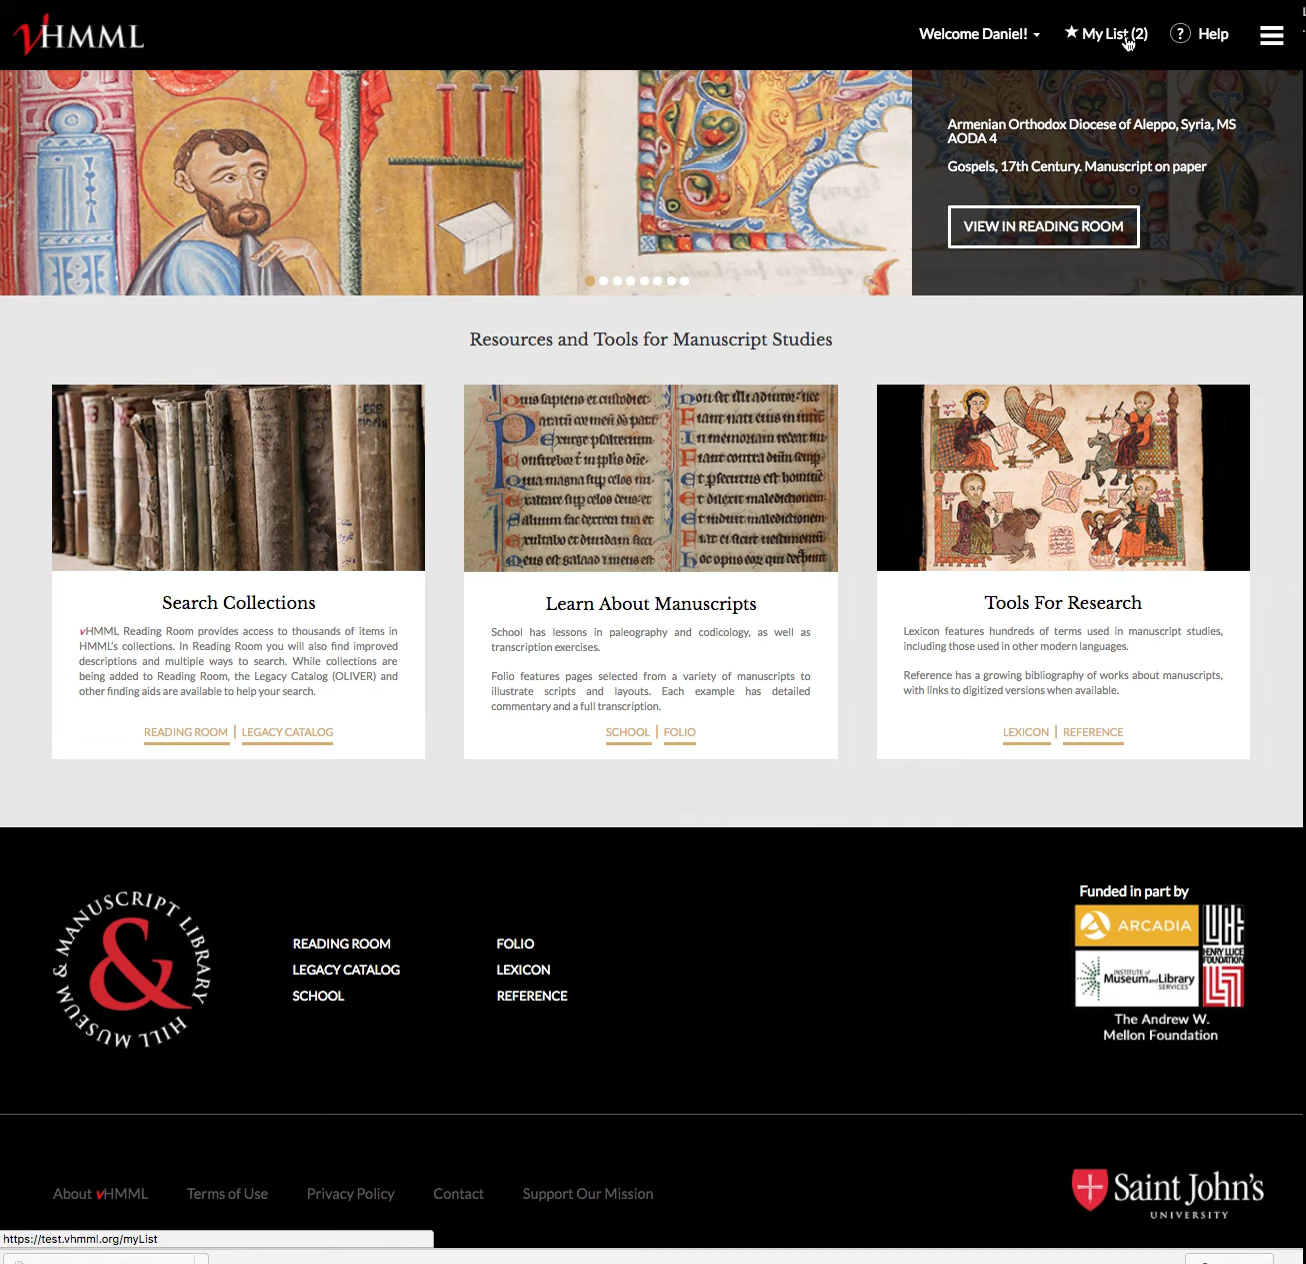 vHMML
Welcome Daniel!
My List (2)
? Help
Armenian Orthodox Diocese of Aleppo, Syria, MS
AODA 4
Gospels, 17th Century. Manuscript on paper
VIEW IN READING ROOM
Resources and Tools for Manuscript Studies
Search Collections
vHMML Reading Room provides access to thousands of items in
HMML's collections. In Reading Room you will also find improved
descriptions and multiple ways to search. While collections are
being added to Reading Room, the Legacy Catalog (OLIVER) and
other finding aids are available to help your search.
READING ROOM | LEGACY CATALOG
Learn About Manuscripts
School has lessons in paleography and codicology, as well as
transcription exercises.
Folio features pages selected from a variety of manuscripts to
illustrate scripts and layouts. Each example has detailed
commentary and a full transcription.
SCHOOL | FOLIO
Tools For Research
Lexicon features hundreds of terms used in manuscript studies,
including those used in other modern languages.
Reference has a growing bibliography of works about manuscripts,
with links to digitized versions when available.
LEXICON | REFERENCE
HILL MUSEUM & MANUSCRIPT LIBRARY
&
READING ROOM
LEGACY CATALOG
SCHOOL
FOLIO
LEXICON
REFERENCE
Funded in part by
ARCADIA
HENRY LUCE
FOUNDATION
INSTITUTE of
Museum and Library
SERVICES
The Andrew W.
Mellon Foundation
About vHMML
Terms of Use
Privacy Policy
Contact
Support Our Mission
Saint John's
UNIVERSITY
https://test.vhmml.org/myList